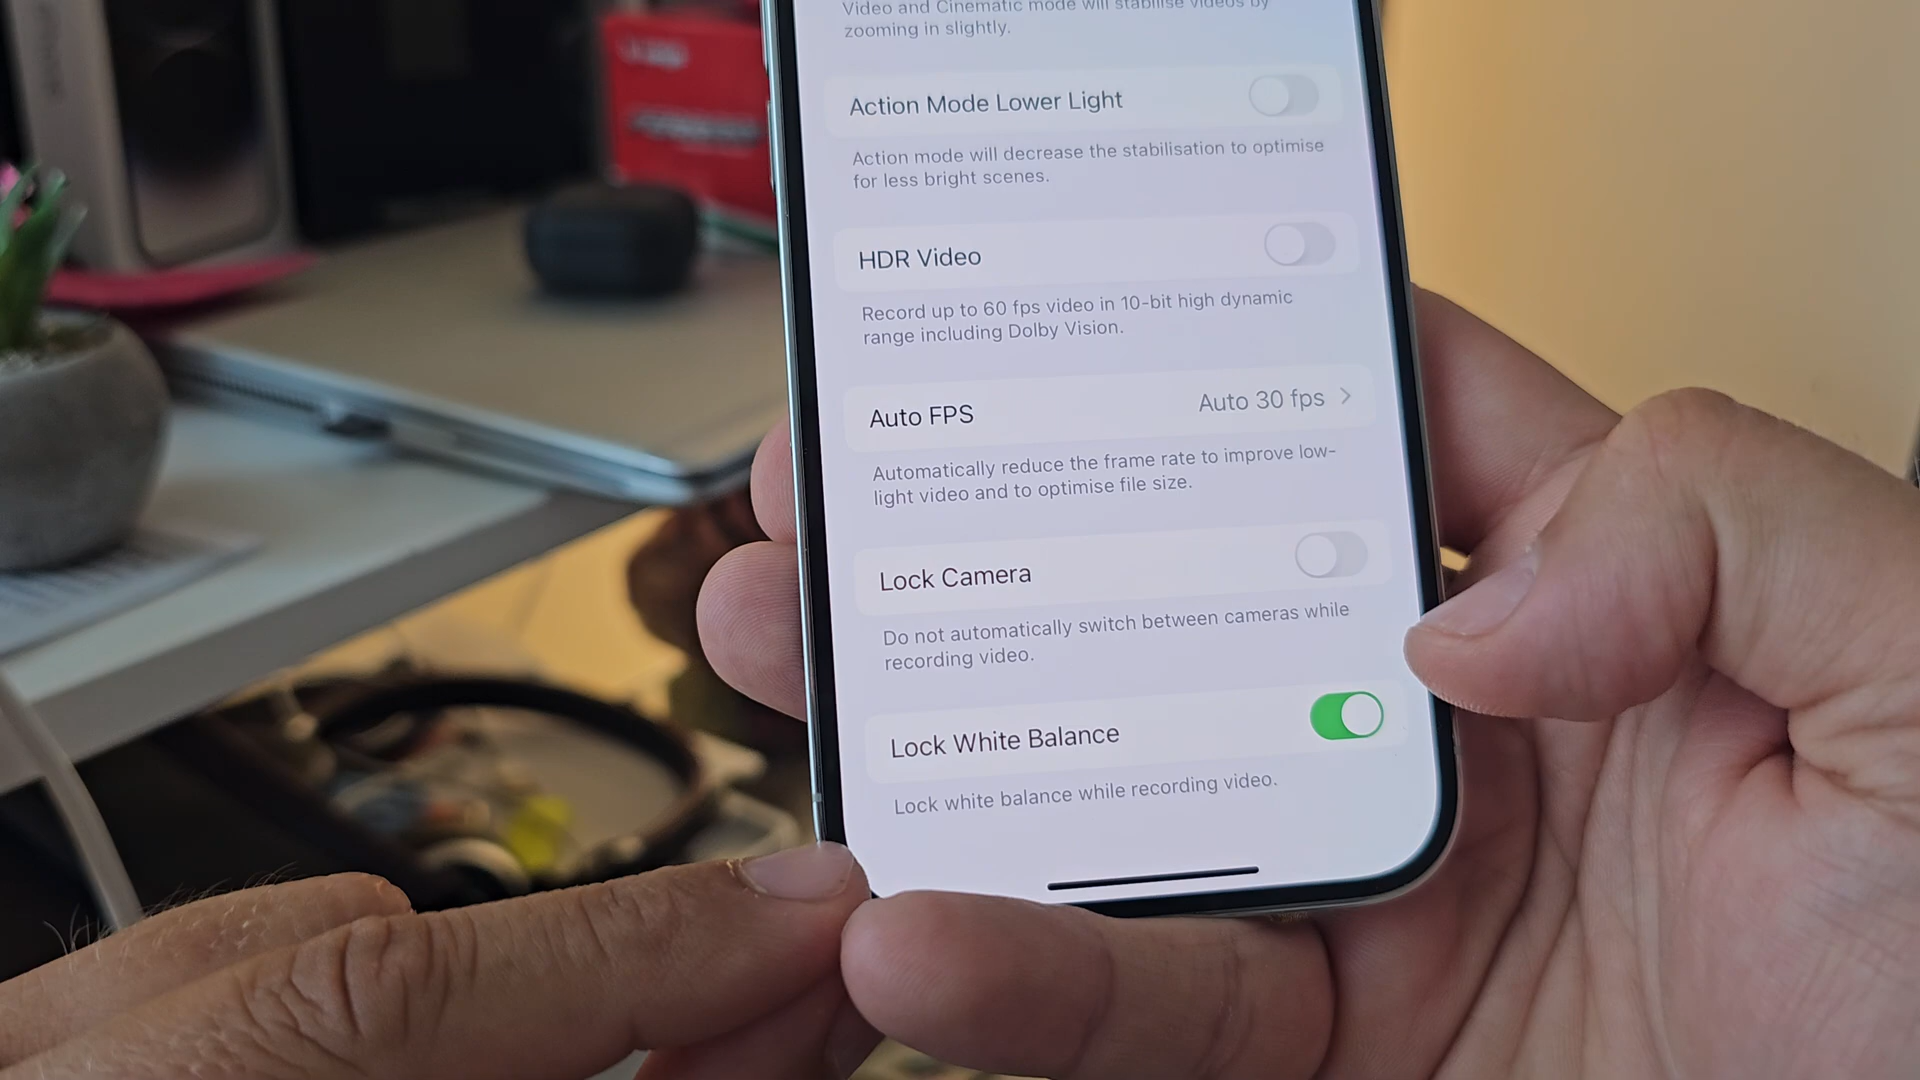 Video and Cinematic mode will stabilise videos by
zooming in slightly.
Action Mode Lower Light
Action mode will decrease the stabilisation to optimise
for less bright scenes.
HDR Video
Record up to 60 fps video in 10-bit high dynamic
range including Dolby Vision.
Auto FPS
Auto 30 fps
Automatically reduce the frame rate to improve low-
light video and to optimise file size.
Lock Camera
Do not automatically switch between cameras while
recording video.
Lock White Balance
Lock white balance while recording video.